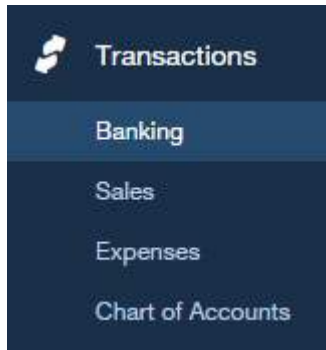 Transactions
Banking
Sales
Expenses
Chart of Accounts